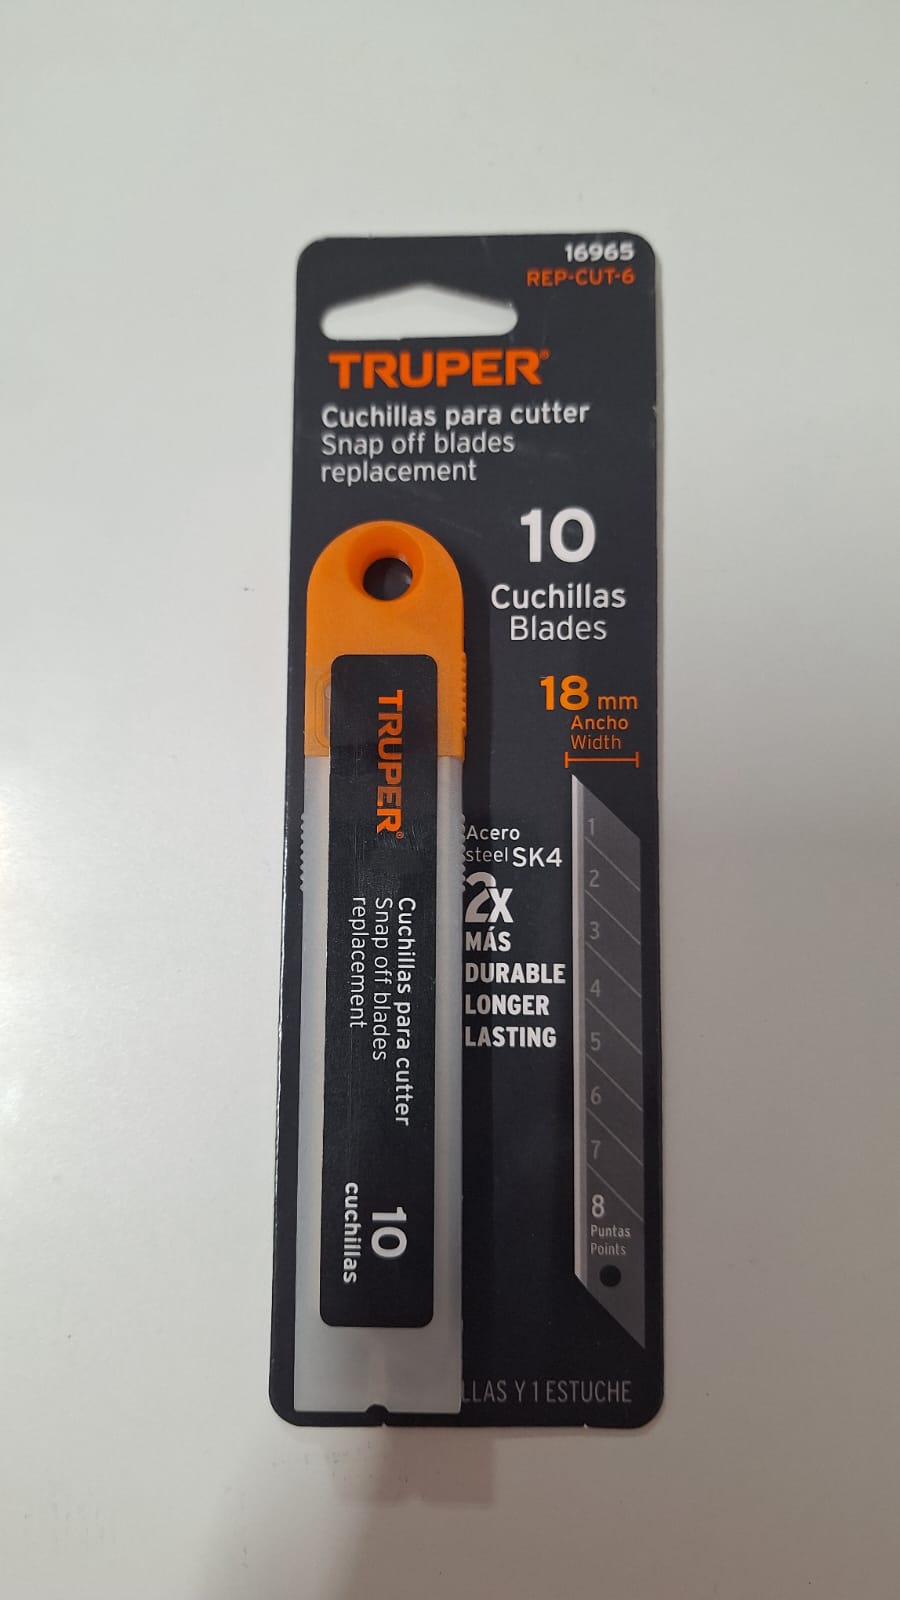 16965
REP-CUT-6
TRUPER®
Cuchillas para cutter
Snap off blades
replacement
10
Cuchillas
Blades
18 mm
Ancho
Width
TRUPER®
Cuchillas para cutter
Snap off blades
replacement
10
cuchillas
Acero
steel SK4
2X
MÁS
DURABLE
LONGER
LASTING
1
2
3
4
5
6
7
8
Puntas
Points
Y 1 ESTUCHE